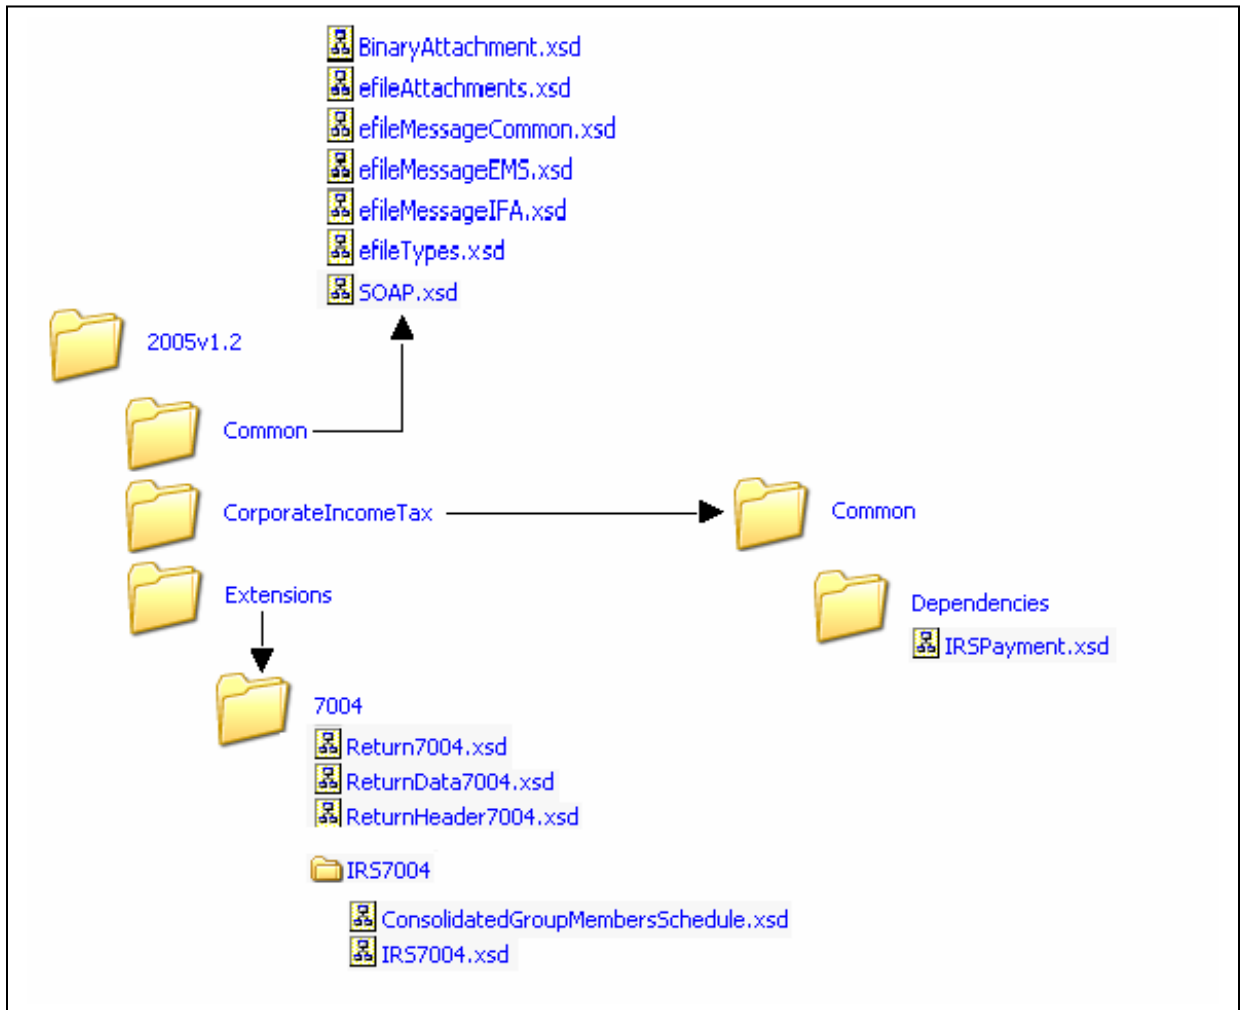 BinaryAttachment.xsd
efileAttachments.xsd
efileMessageCommon.xsd
efileMessageEMS.xsd
efileMessageIFA.xsd
efileTypes.xsd
SOAP.xsd
2005v1.2
Common
CorporateIncomeTax
Common
Extensions
Dependencies
IRSPayment.xsd
7004
Return7004.xsd
ReturnData7004.xsd
ReturnHeader7004.xsd
IRS7004
ConsolidatedGroupMembersSchedule.xsd
IRS7004.xsd